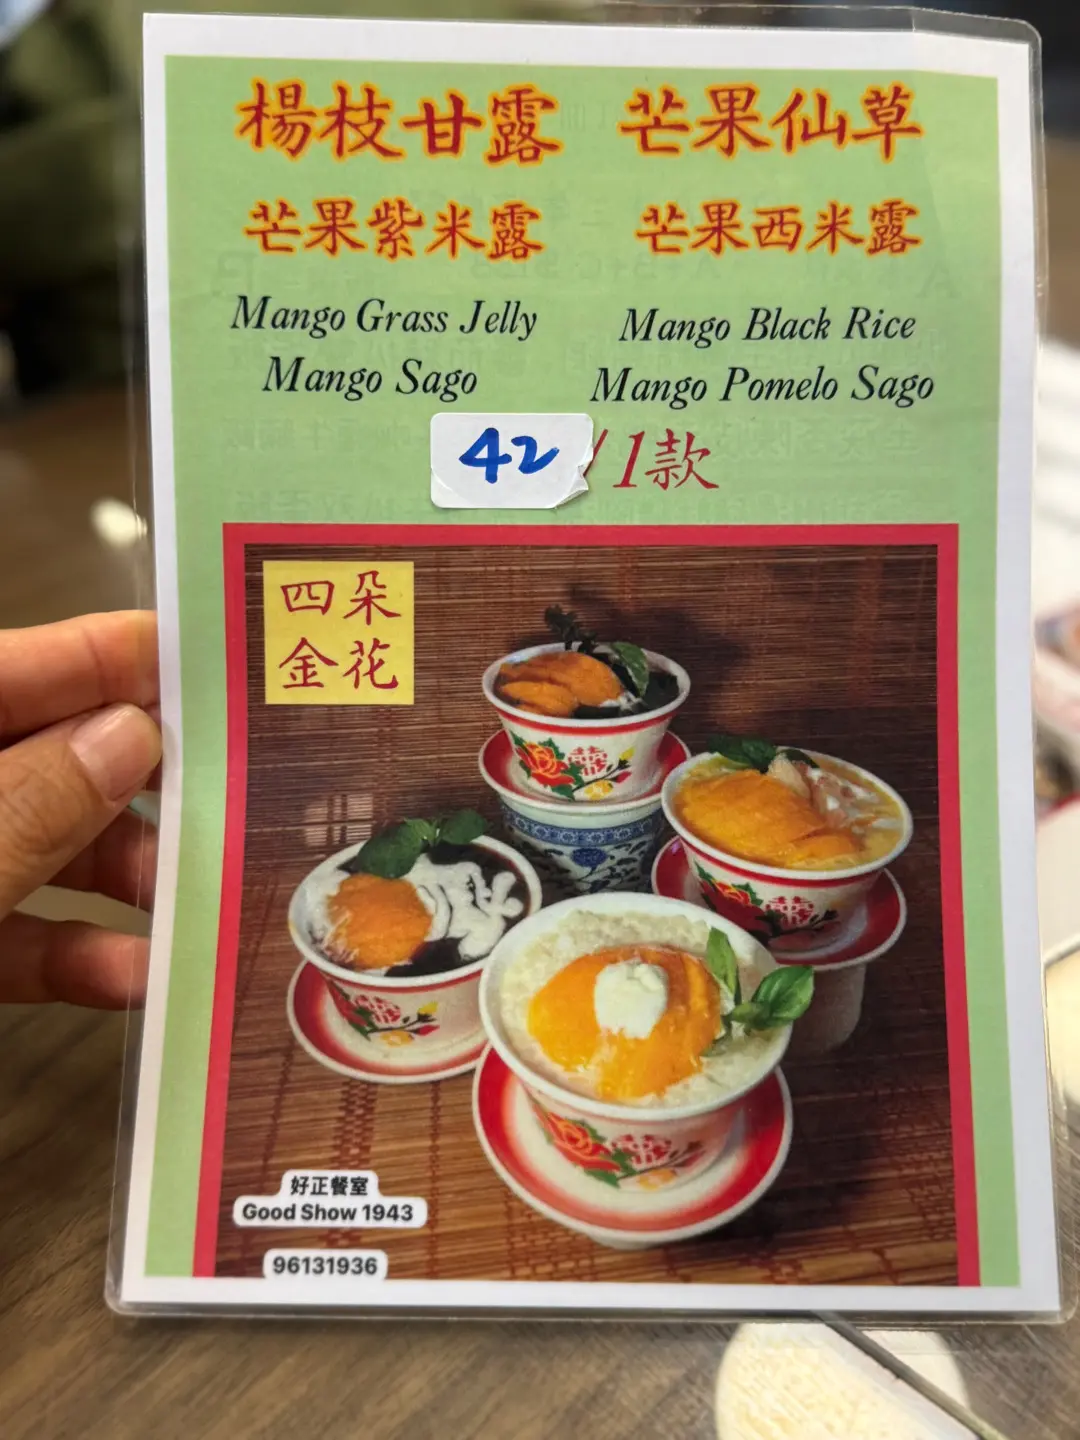 楊枝甘露 芒果仙草
芒果紫米露 芒果西米露
Mango Grass Jelly Mango Black Rice
Mango Sago Mango Pomelo Sago
42 /1款
四朵
金花
好正餐室
Good Show 1943
96131936